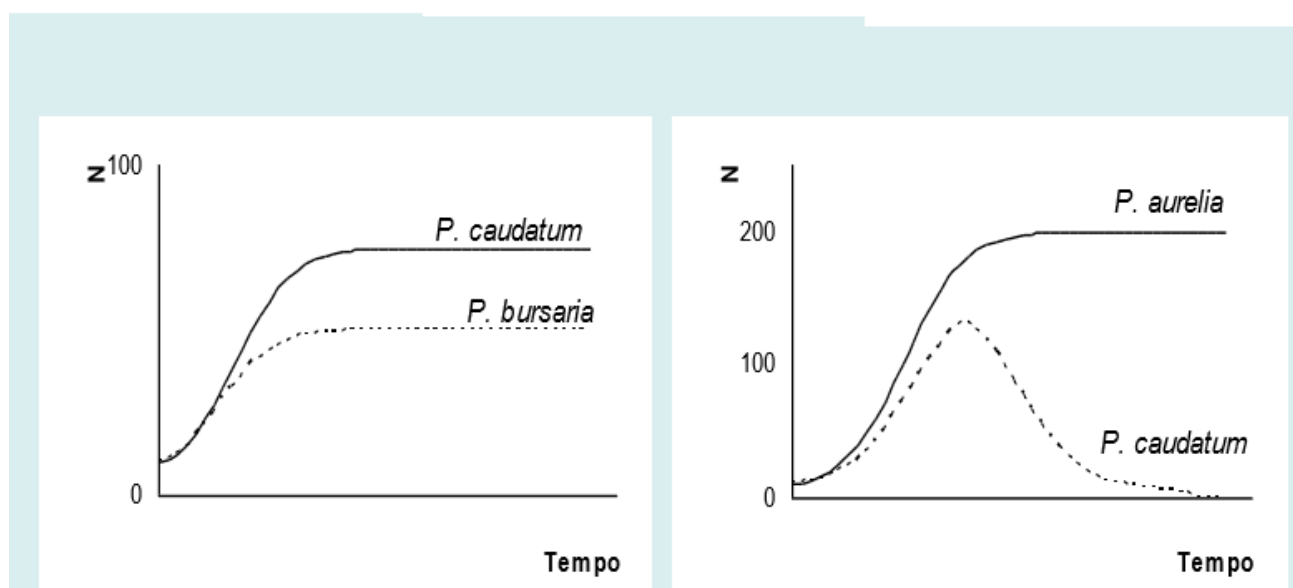 N
100
P. caudatum
P. bursaria
0
Tempo
N
P. aurelia
200
100
P. caudatum
0
Tempo